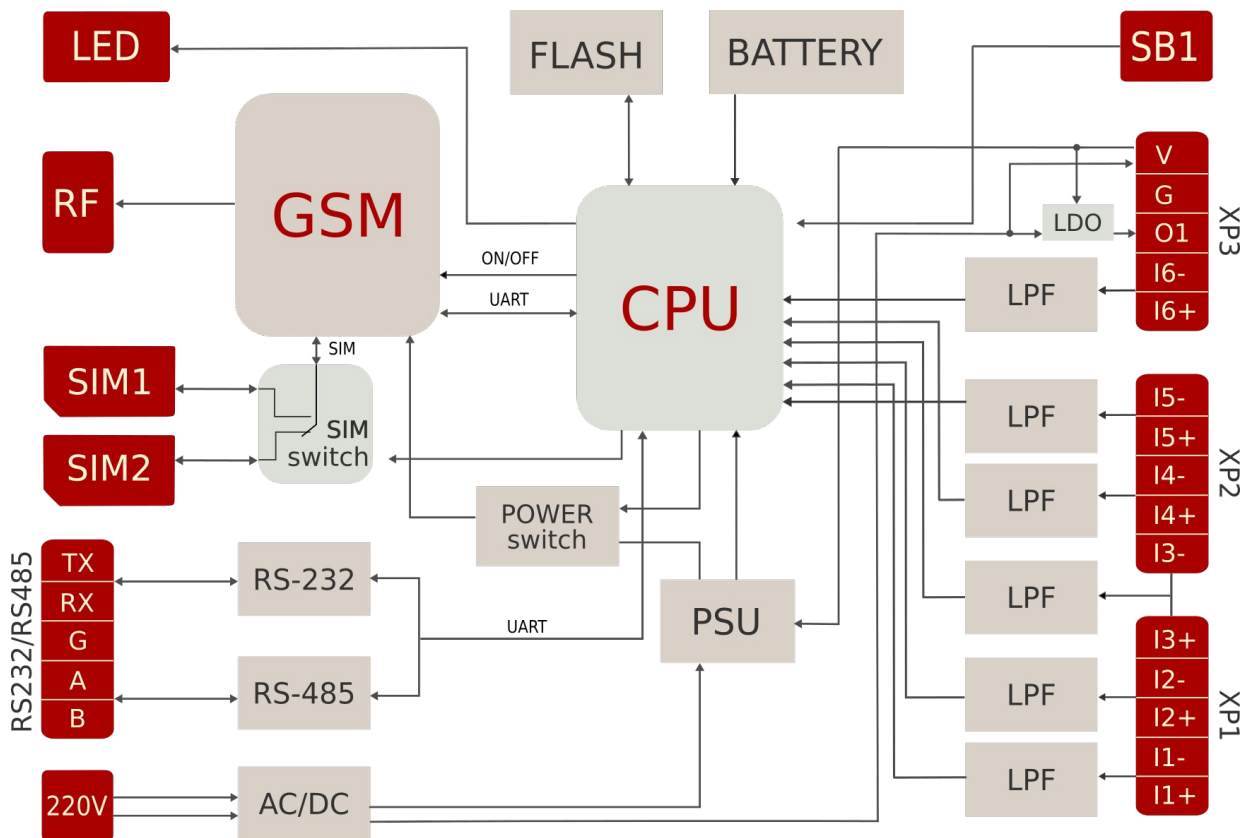 LED
FLASH
BATTERY
SB1
RF
GSM
ON/OFF
UART
CPU
V
G
O1
I6-
I6+
XP3
LDO
LPF
SIM
SIM1
SIM2
SIM
switch
LPF
LPF
LPF
I5-
I5+
I4-
I4+
I3-
XP2
POWER
switch
RS232/RS485
TX
RX
G
A
B
RS-232
RS-485
UART
PSU
LPF
LPF
I3+
I2-
I2+
I1-
I1+
XP1
220V
AC/DC